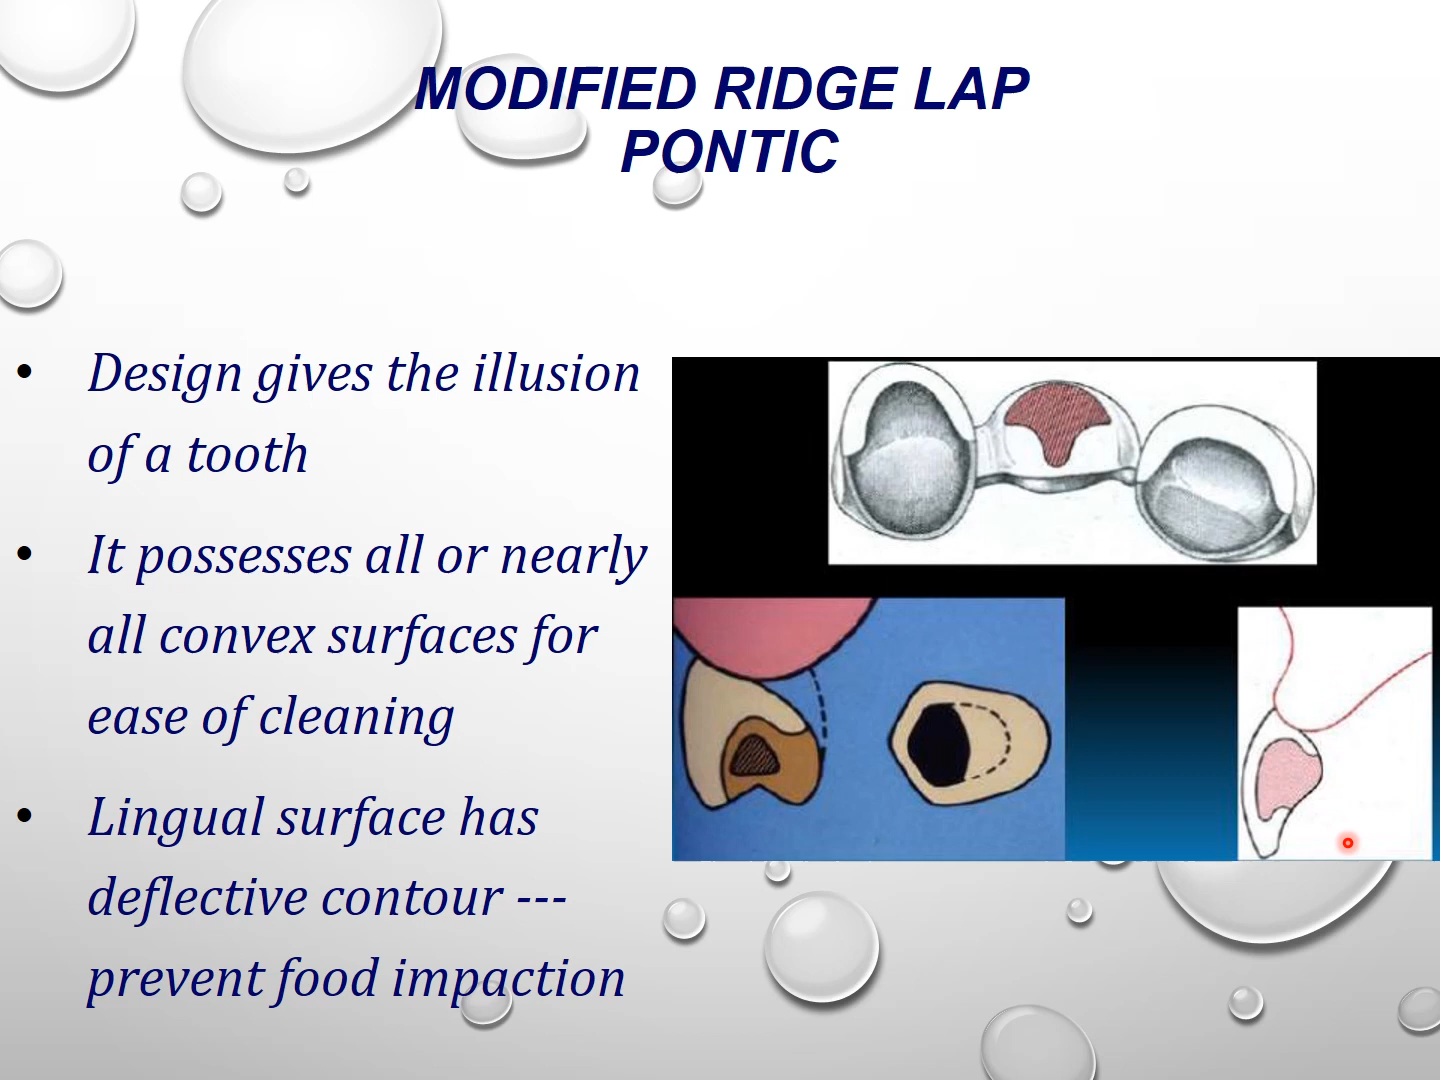 MODIFIED RIDGE LAP
PONTIC
• Design gives the illusion
of a tooth
• It possesses all or nearly
all convex surfaces for
ease of cleaning
• Lingual surface has
deflective contour ---
prevent food impaction